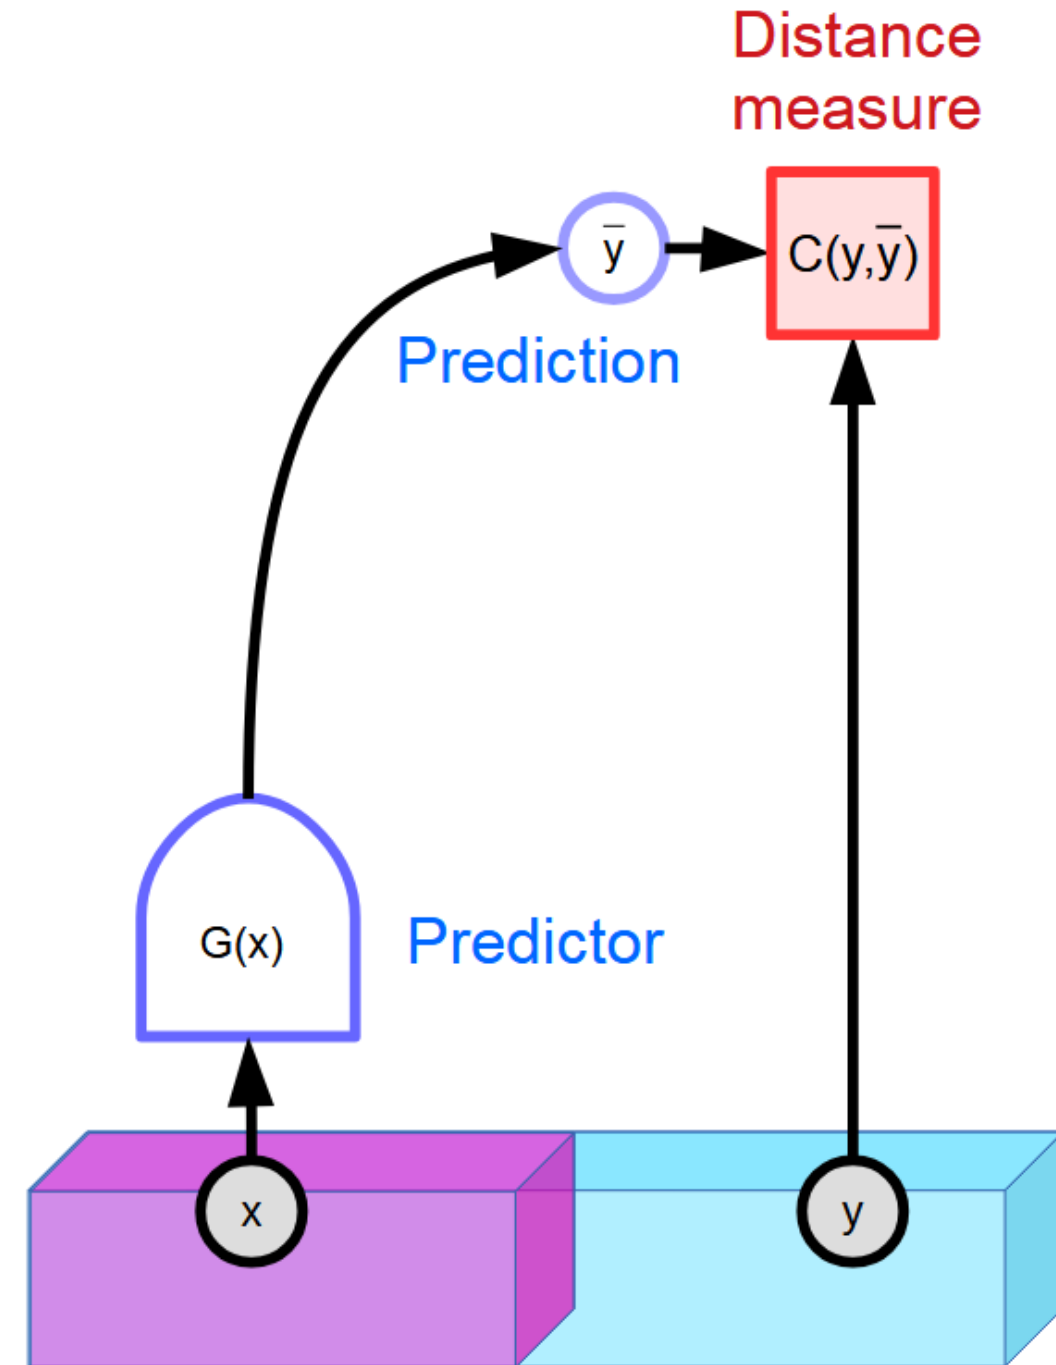 Distance
measure
ȳ
C(y,ȳ)
Prediction
G(x)
Predictor
x
y